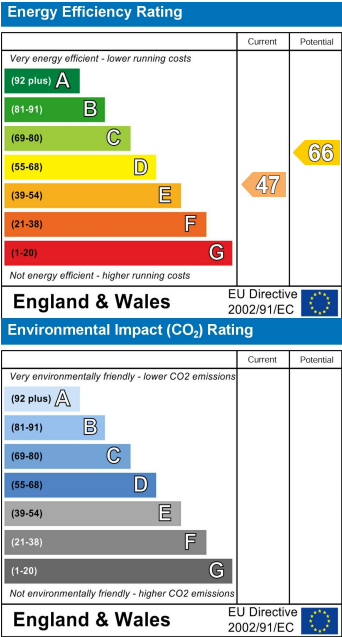 Energy Efficiency Rating
Current Potential
Very energy efficient - lower running costs
(92 plus) A
(81-91) B
(69-80) C
(55-68) D
(39-54) E
(21-38) F
(1-20) G
66
47
Not energy efficient - higher running costs
England & Wales
EU Directive
2002/91/EC
Environmental Impact (CO₂) Rating
Current Potential
Very environmentally friendly - lower CO2 emissions
(92 plus) A
(81-91) B
(69-80) C
(55-68) D
(39-54) E
(21-38) F
(1-20) G
Not environmentally friendly - higher CO2 emissions
England & Wales
EU Directive
2002/91/EC